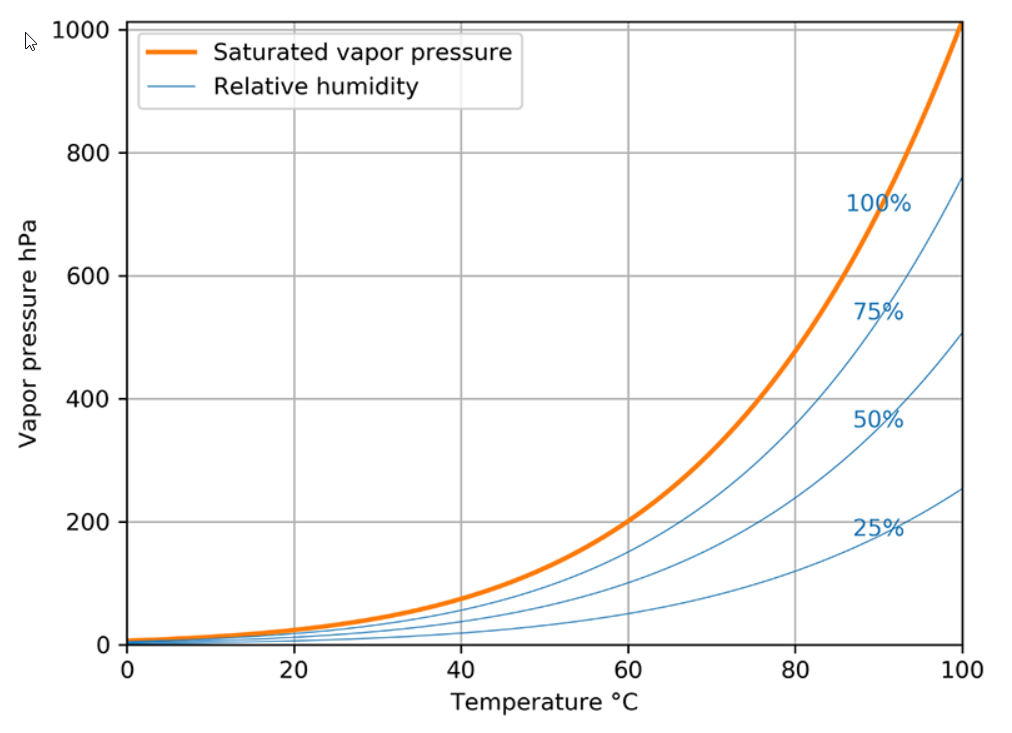 Saturated vapor pressure
Relative humidity
1000
800
600
400
200
0
Vapor pressure hPa
100%
75%
50%
25%
0 20 40 60 80 100
Temperature °C